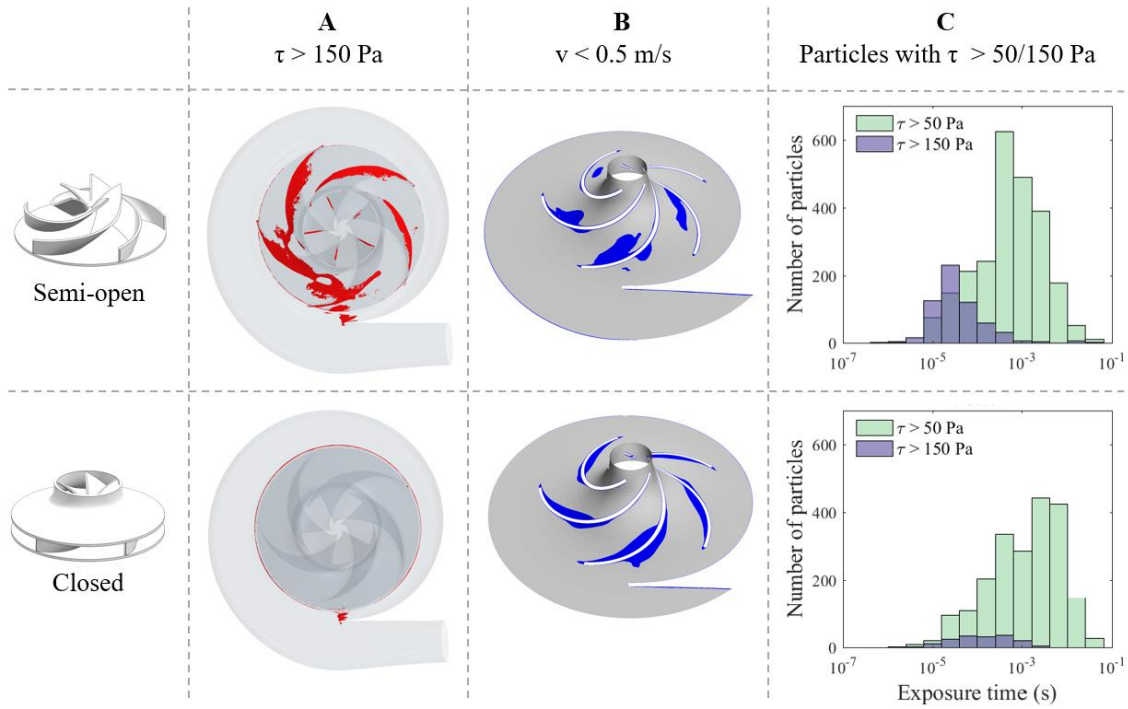 A
τ > 150 Pa
B
v < 0.5 m/s
C
Particles with τ > 50/150 Pa
Semi-open
Number of particles
600
400
200
0
τ > 50 Pa
τ > 150 Pa
10⁻⁷
10⁻⁵
10⁻³
10⁻¹
Closed
Number of particles
600
400
200
0
τ > 50 Pa
τ > 150 Pa
10⁻⁷
10⁻⁵
10⁻³
10⁻¹
Exposure time (s)